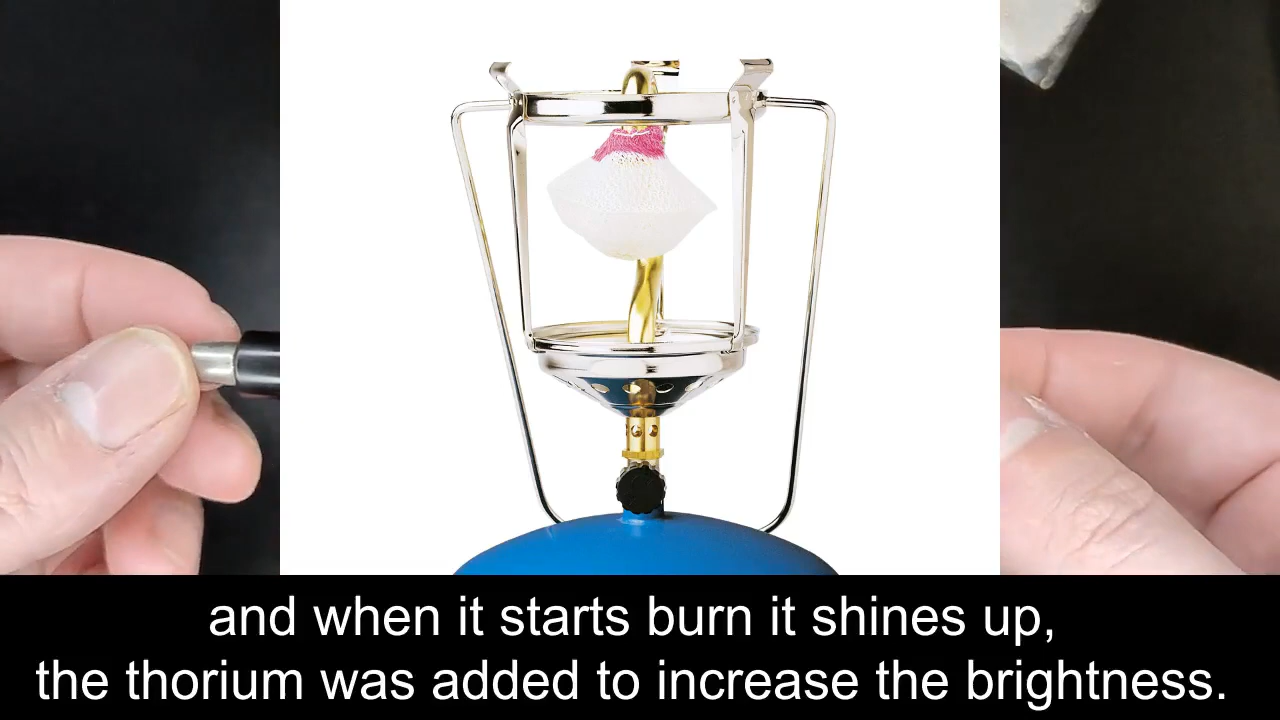 and when it starts burn it shines up,
the thorium was added to increase the brightness.